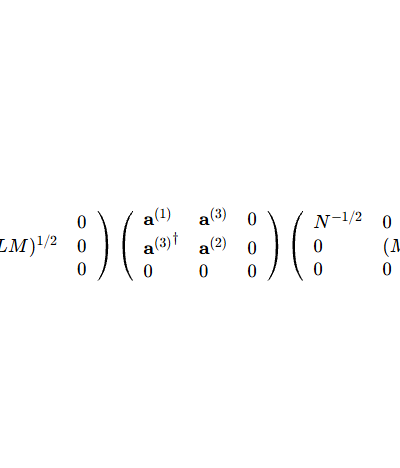 0 ) ( a^(1) a^(3) 0 ) ( N^{-1/2} 0
LM)^{1/2} 0 a^(3)† a^(2) 0 0 (M
0 0 0 0 0 0